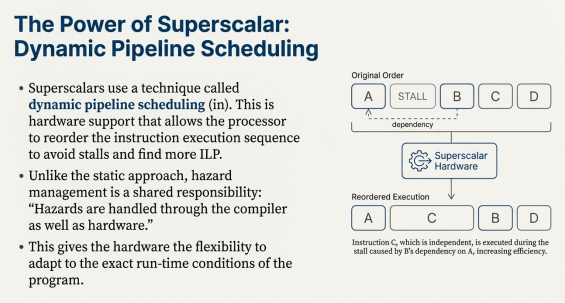 The Power of Superscalar:
Dynamic Pipeline Scheduling
• Superscalars use a technique called
dynamic pipeline scheduling (in). This is
hardware support that allows the processor
to reorder the instruction execution sequence
to avoid stalls and find more ILP.
• Unlike the static approach, hazard
management is a shared responsibility:
“Hazards are handled through the compiler
as well as hardware.”
• This gives the hardware the flexibility to
adapt to the exact run-time conditions of the
program.
Original Order
A STALL B C D
dependency
Superscalar
Hardware
Reordered Execution
A C B D
Instruction C, which is independent, is executed during the
stall caused by B's dependency on A, increasing efficiency.